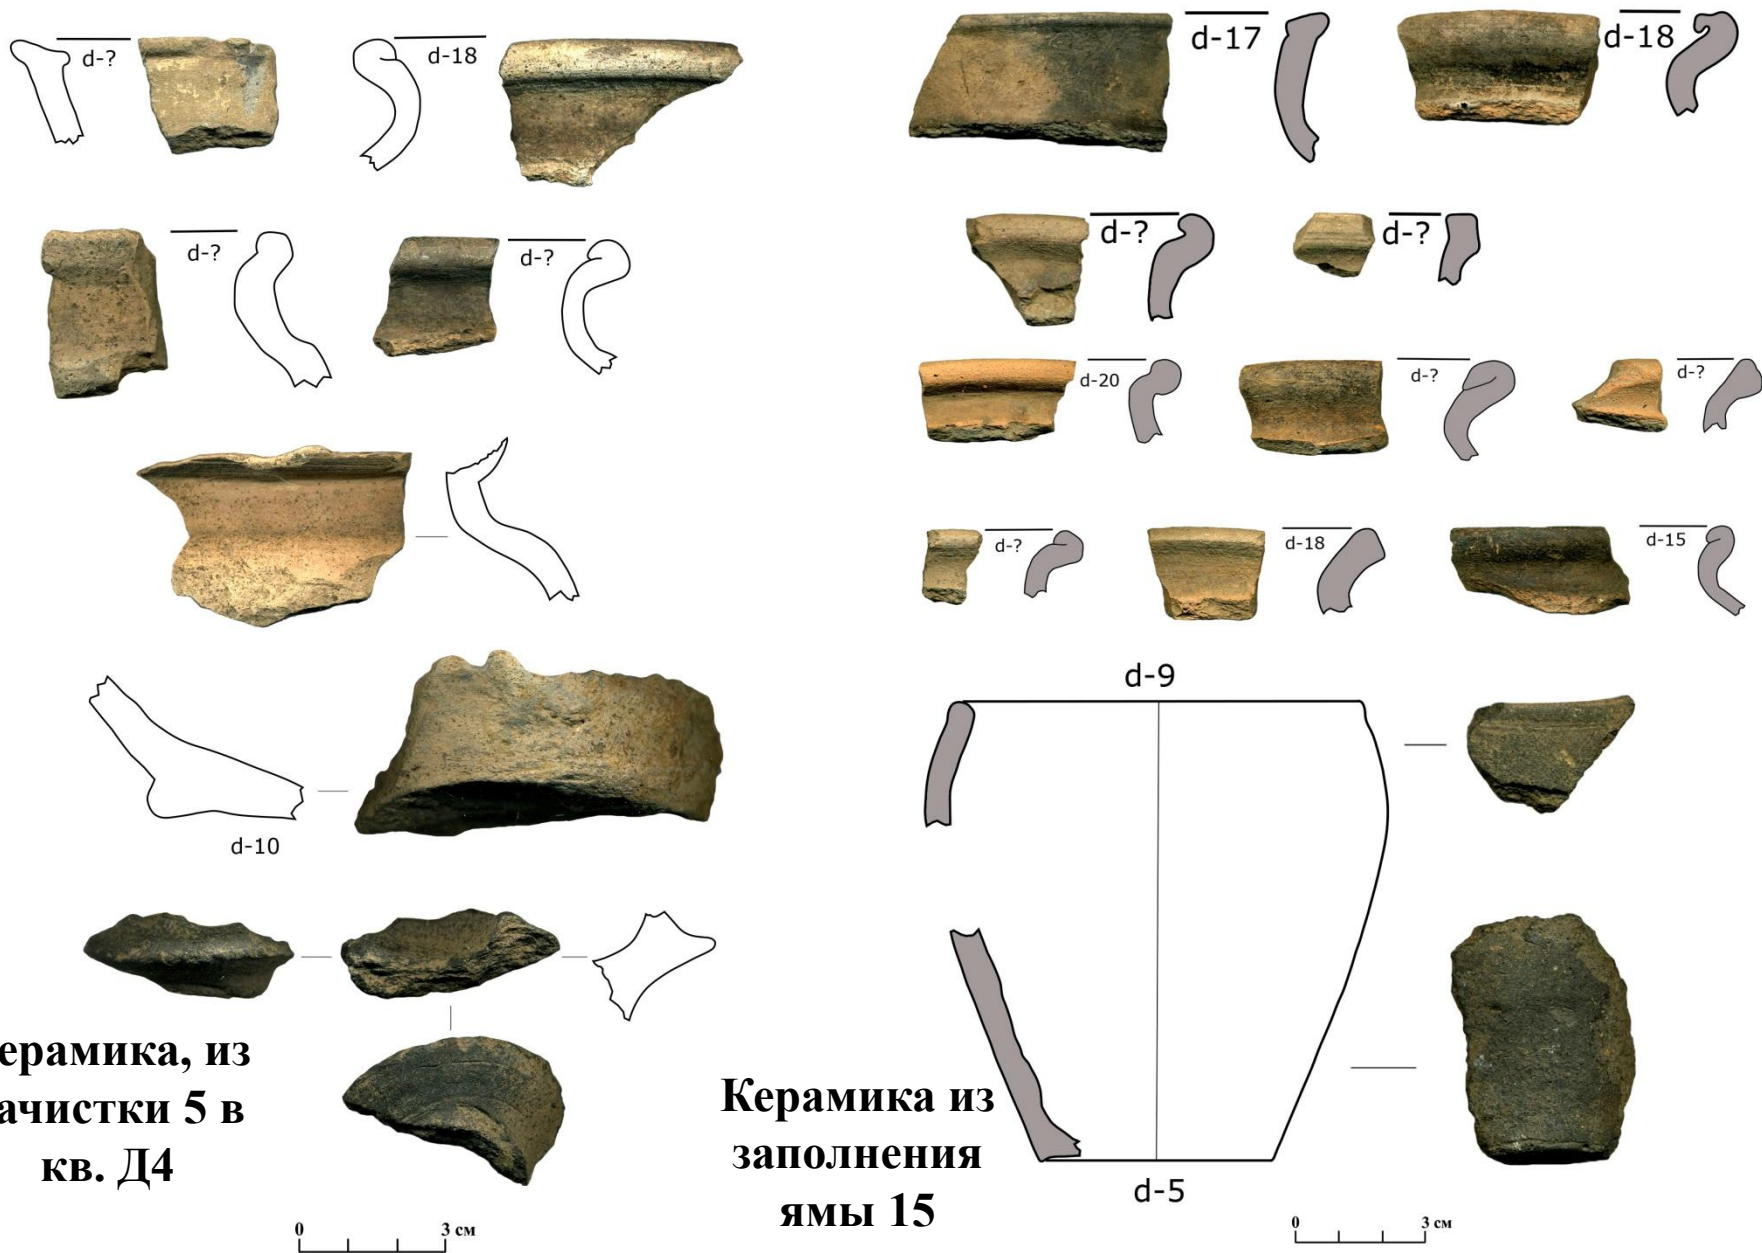 d-?
d-18
d-17
d-18
d-?
d-?
d-?
d-?
d-20
d-?
d-?
d-?
d-18
d-15
d-10
d-9
d-5
ерамика, из
ачистки 5 в
кв. Д4
0 3 см
Керамика из
заполнения
ямы 15
0 3 см